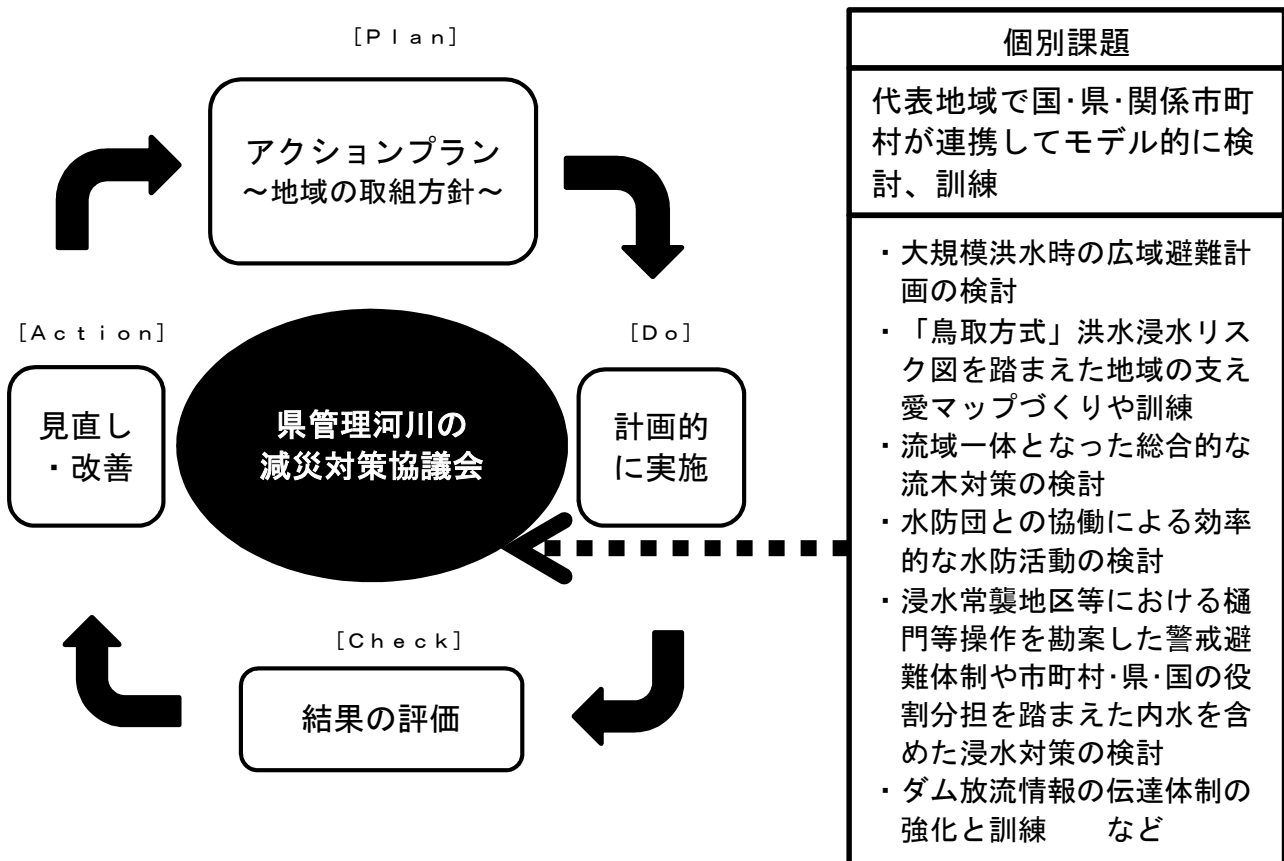 [Plan]
アクションプラン
～地域の取組方針～
[Action]
見直し
・改善
県管理河川の
減災対策協議会
[Do]
計画的
に実施
[Check]
結果の評価
個別課題
代表地域で国･県･関係市町
村が連携してモデル的に検
討、訓練
・大規模洪水時の広域避難計
画の検討
・「鳥取方式」洪水浸水リス
ク図を踏まえた地域の支え
愛マップづくりや訓練
・流域一体となった総合的な
流木対策の検討
・水防団との協働による効率
的な水防活動の検討
・浸水常襲地区等における樋
門等操作を勘案した警戒避
難体制や市町村･県･国の役
割分担を踏まえた内水を含
めた浸水対策の検討
・ダム放流情報の伝達体制の
強化と訓練　　など